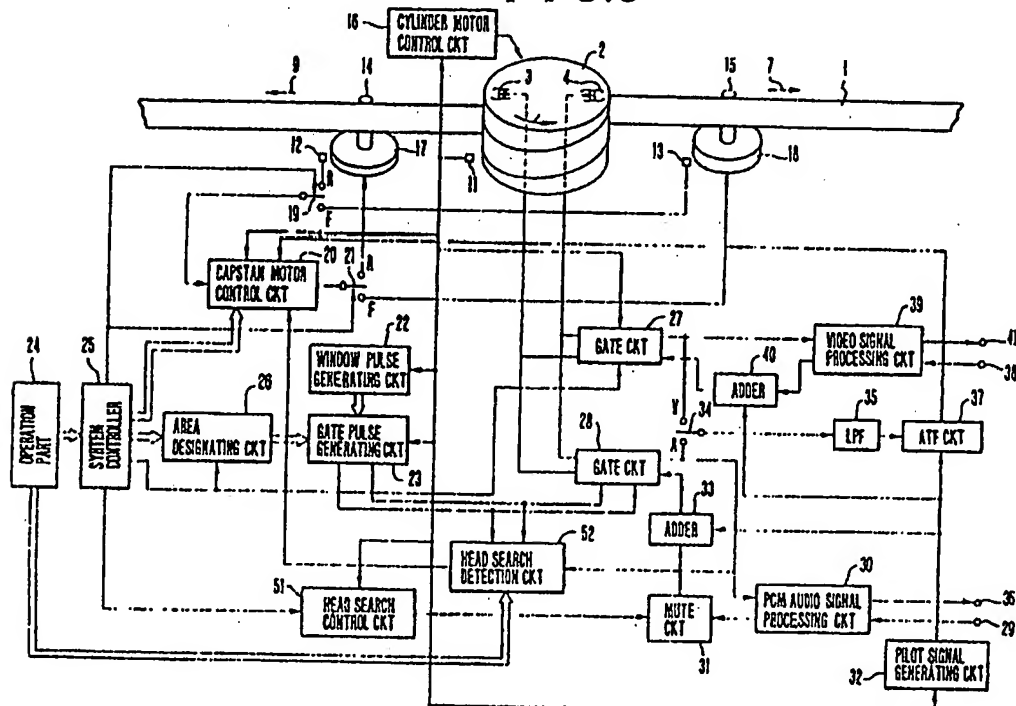 16
CYLINDER MOTOR
CONTROL CKT
2
3
4
9
14
15
7
1
12
17
11
13
18
R
19
F
20
CAPSTAN MOTOR
CONTROL CKT
21
R
F
22
WINDOW PULSE
GENERATING CKT
27
GATE CKT
39
VIDEO SIGNAL
PROCESSING CKT
41
38
40
ADDER
24
OPERATION
PART
25
SYSTEM
CONTROLLER
26
AREA
DESIGNATING CKT
GATE PULSE
GENERATING CKT
23
28
GATE CKT
V
34
A
35
LPF
37
ATF CKT
33
ADDER
52
HEAD SEARCH
DETECTION CKT
51
HEAD SEARCH
CONTROL CKT
MUTE
CKT
31
30
PCM AUDIO SIGNAL
PROCESSING CKT
36
29
PILOT SIGNAL
GENERATING CKT
32